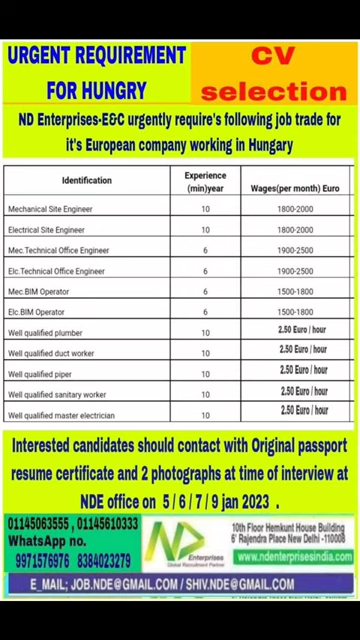 URGENT REQUIREMENT
FOR HUNGRY
CV
selection
ND Enterprises-E&C urgently require's following job trade for
it's European company working in Hungary
Identification Experience (min)year Wages(per month) Euro
Mechanical Site Engineer 10 1800-2000
Electrical Site Engineer 10 1800-2000
Mec.Technical Office Engineer 6 1900-2500
Elc.Technical Office Engineer 6 1900-2500
Mec.BIM Operator 6 1500-1800
Elc.BIM Operator 6 1500-1800
Well qualified plumber 10 2.50 Euro / hour
Well qualified duct worker 10 2.50 Euro / hour
Well qualified piper 10 2.50 Euro / hour
Well qualified sanitary worker 10 2.50 Euro / hour
Well qualified master electrician 10 2.50 Euro / hour
Interested candidates should contact with Original passport
resume certificate and 2 photographs at time of interview at
NDE office on 5 / 6 / 7 / 9 jan 2023 .
01145063555 , 01145610333
WhatsApp no.
9971576976 8384023279
ND
Enterprises
Global Recruitment Partner
10th Floor Hemkunt House Building
6' Rajendra Place New Delhi -110008
www.ndenterprisesindia.com
E_MAIL; JOB.NDE@GMAIL.COM / SHIV.NDE@GMAIL.COM